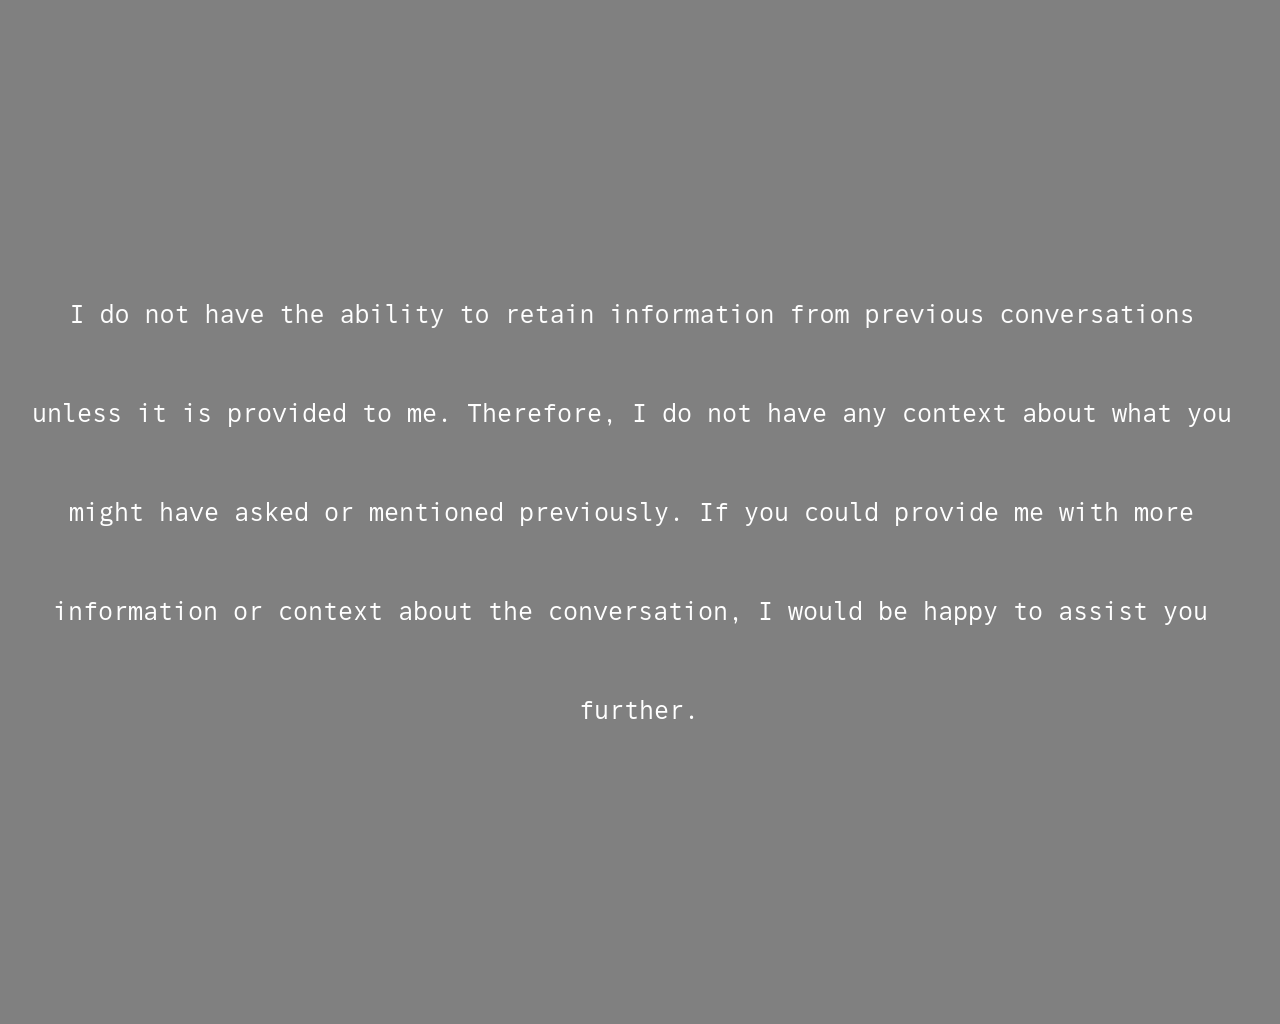 I do not have the ability to retain information from previous conversations
unless it is provided to me. Therefore, I do not have any context about what you
might have asked or mentioned previously. If you could provide me with more
information or context about the conversation, I would be happy to assist you
further.